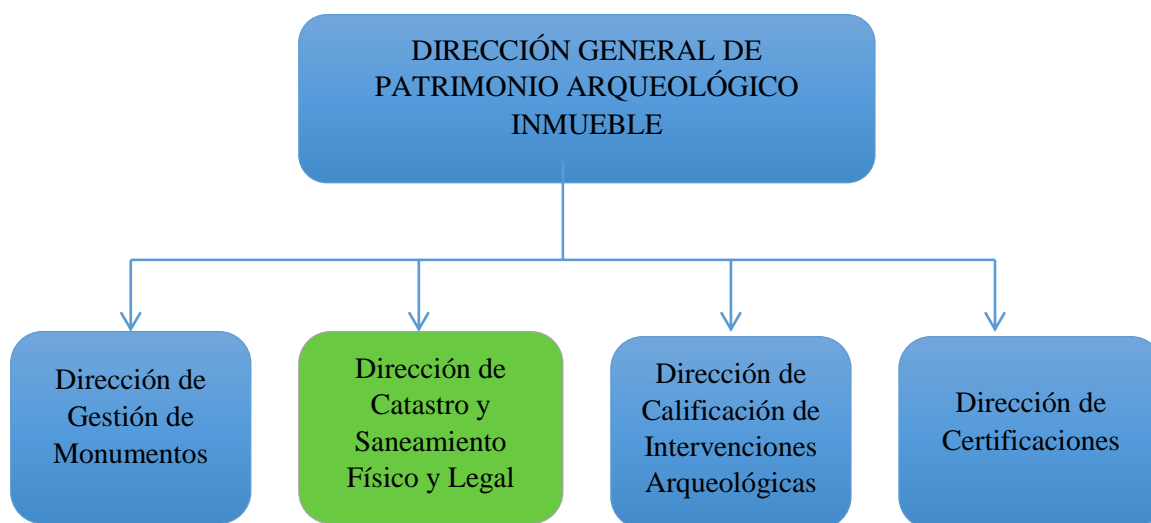 DIRECCIÓN GENERAL DE
PATRIMONIO ARQUEOLÓGICO
INMUEBLE
Dirección de
Gestión de
Monumentos
Dirección de
Catastro y
Saneamiento
Físico y Legal
Dirección de
Calificación de
Intervenciones
Arqueológicas
Dirección de
Certificaciones